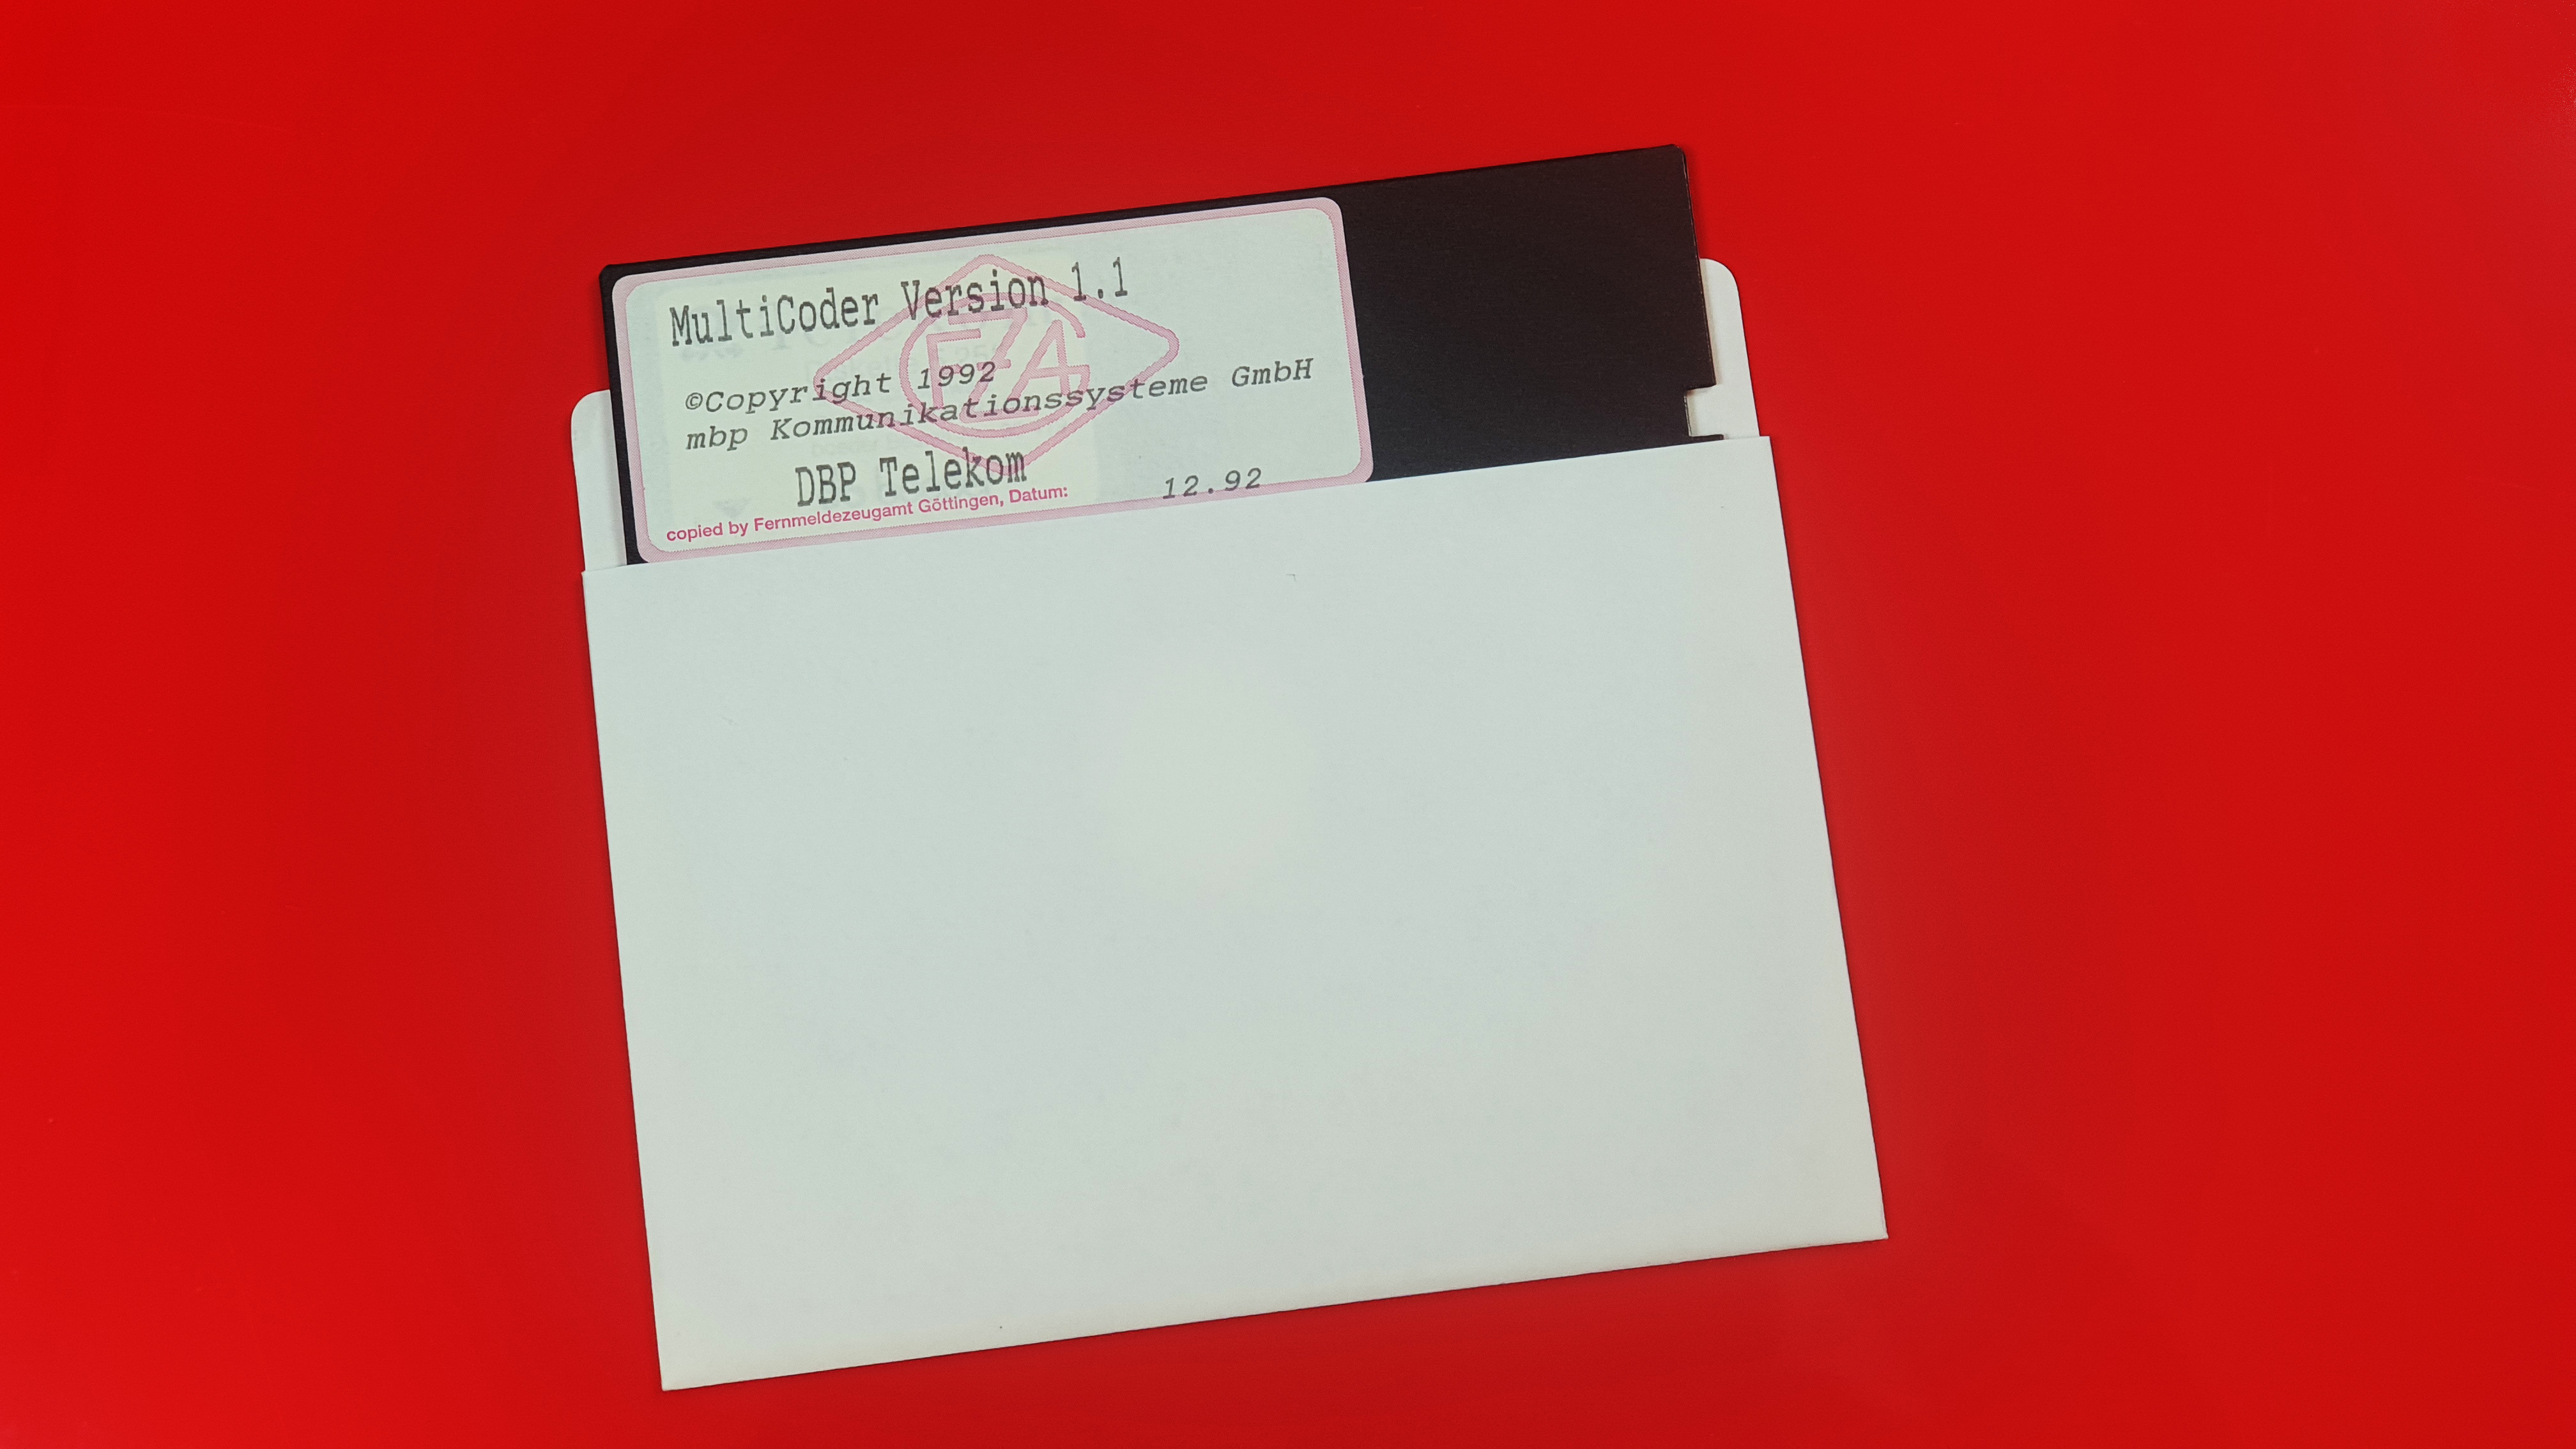 MultiCoder Version 1.1
FZA
©Copyright 1992
mbp Kommunikationssysteme GmbH
DBP Telekom
copied by Fernmeldezeugamt Göttingen, Datum: 12.92